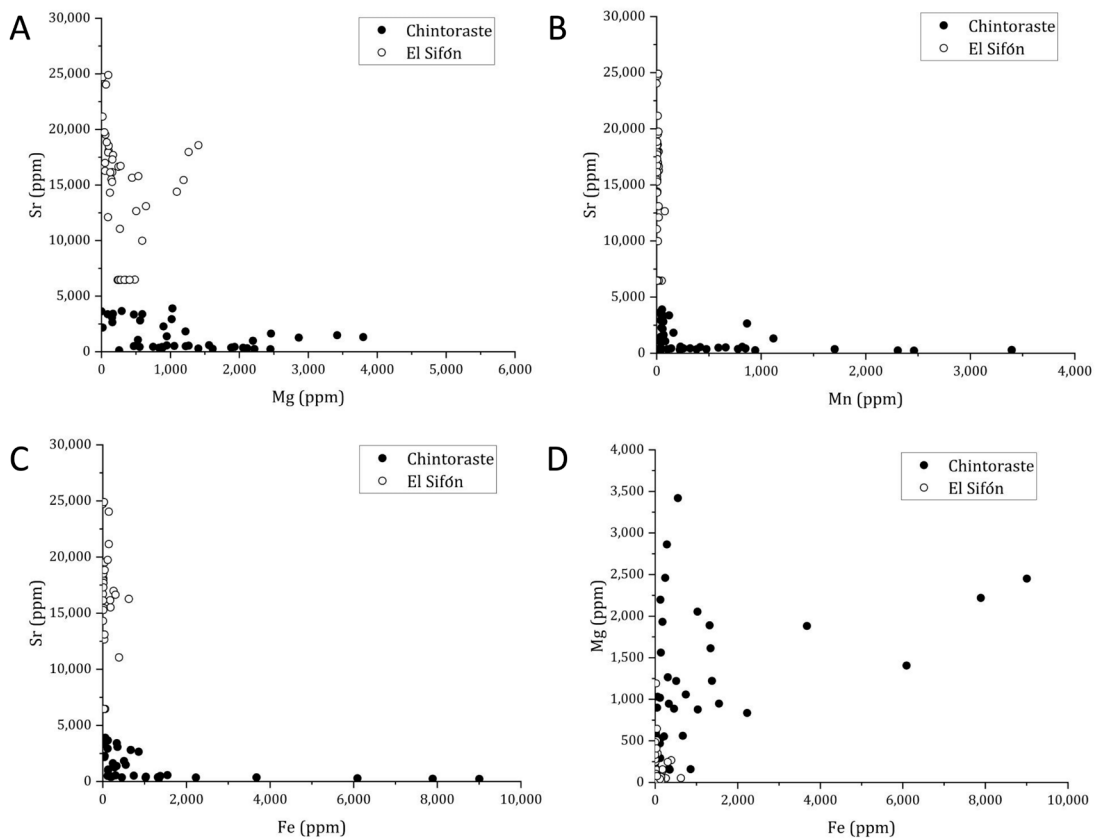 A
30,000
25,000
20,000
15,000
10,000
5,000
0
Sr (ppm)
0 1,000 2,000 3,000 4,000 5,000 6,000
Mg (ppm)
Chintoraste
El Sifón
B
30,000
25,000
20,000
15,000
10,000
5,000
0
Sr (ppm)
0 1,000 2,000 3,000 4,000
Mn (ppm)
Chintoraste
El Sifón
C
30,000
25,000
20,000
15,000
10,000
5,000
0
Sr (ppm)
0 2,000 4,000 6,000 8,000 10,000
Fe (ppm)
Chintoraste
El Sifón
D
4,000
3,500
3,000
2,500
2,000
1,500
1,000
500
0
Mg (ppm)
0 2,000 4,000 6,000 8,000 10,000
Fe (ppm)
Chintoraste
El Sifón